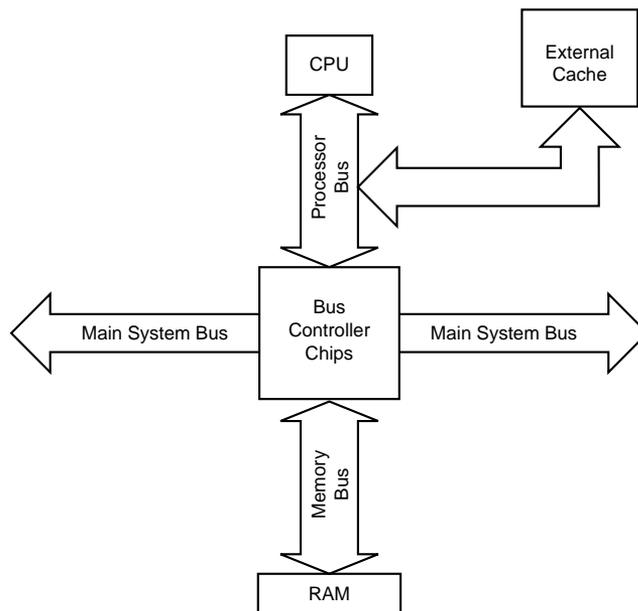 External
Cache
CPU
Processor
Bus
Main System Bus
Bus
Controller
Chips
Main System Bus
Memory
Bus
RAM